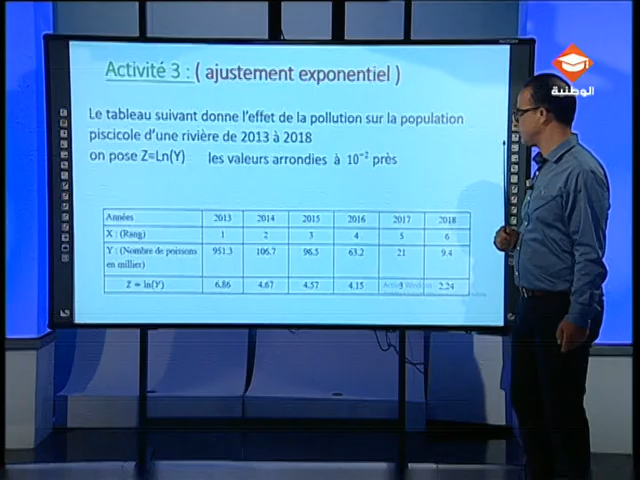 الوطنية
Activité 3 : ( ajustement exponentiel )
Le tableau suivant donne l'effet de la pollution sur la population
piscicole d'une rivière de 2013 à 2018
on pose Z=Ln(Y) les valeurs arrondies à 10⁻² près
Années 2013 2014 2015 2016 2017 2018
X : (Rang) 1 2 3 4 5 6
Y : (Nombre de poissons 951.3 106.7 96.5 63.2 21 9.4
en millier)
Z = ln(Y) 6.86 4.67 4.57 4.15 3 2.24